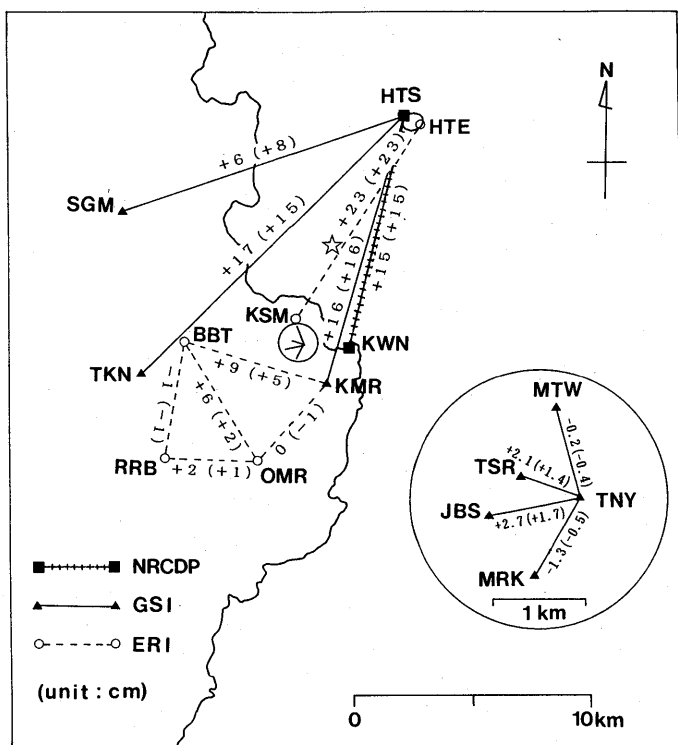 N
HTS
HTE
+6 (+8)
SGM
+23 (+23)
+17 (+15)
+15 (+15)
+16 (+16)
KSM
BBT
KWN
TKN
+9 (+5)
KMR
-1 (-1)
+6 (+2)
0 (-1)
RRB
+2 (+1)
OMR
MTW
-0.2(-0.4)
TSR
+2.1(+1.4)
TNY
JBS
+2.7(+1.7)
-1.3(-0.5)
MRK
1 km
NRCDP
GSI
ERI
(unit : cm)
0
10km